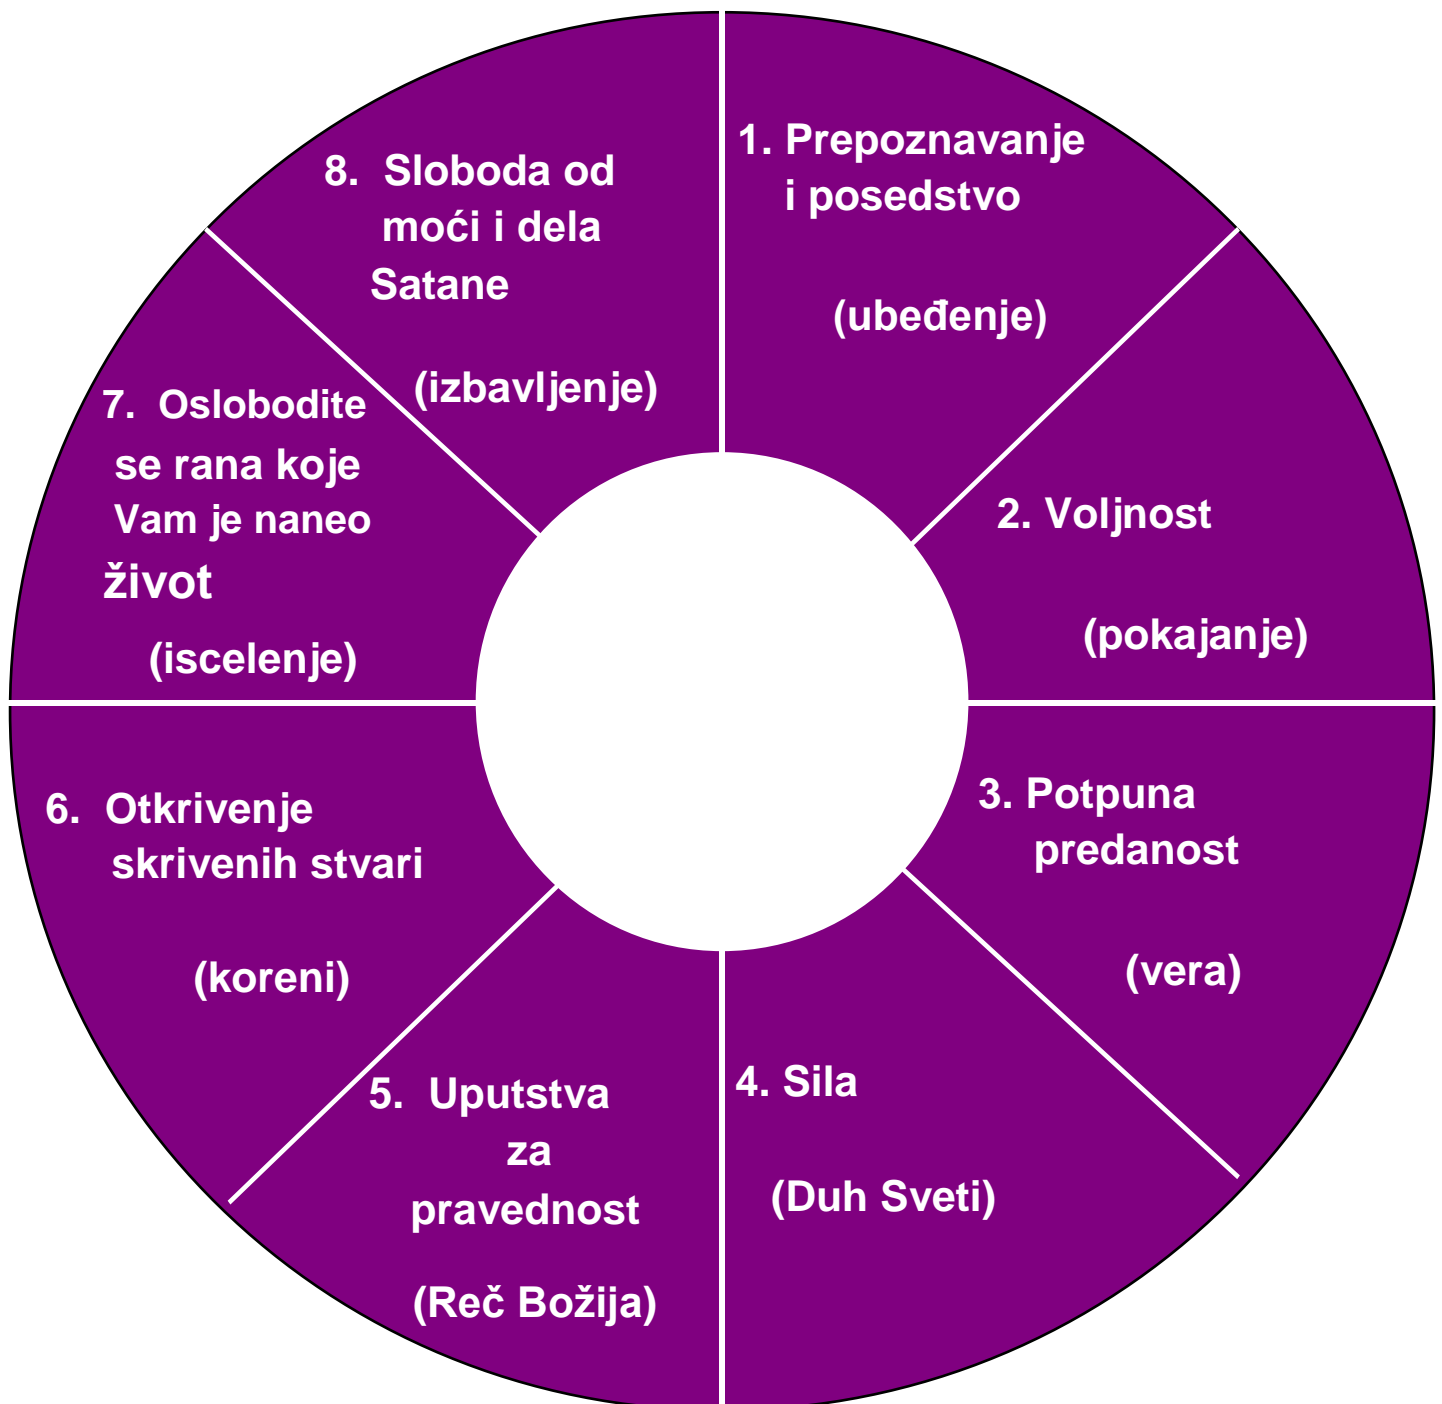 1. Prepoznavanje
i posedstvo
(ubeđenje)
2. Voljnost
(pokajanje)
3. Potpuna
predanost
(vera)
4. Sila
(Duh Sveti)
5. Uputstva
za
pravednost
(Reč Božija)
6. Otkrivenje
skrivenih stvari
(koreni)
7. Oslobodite
se rana koje
Vam je naneo
život
(iscelenje)
8. Sloboda od
moći i dela
Satane
(izbavljenje)